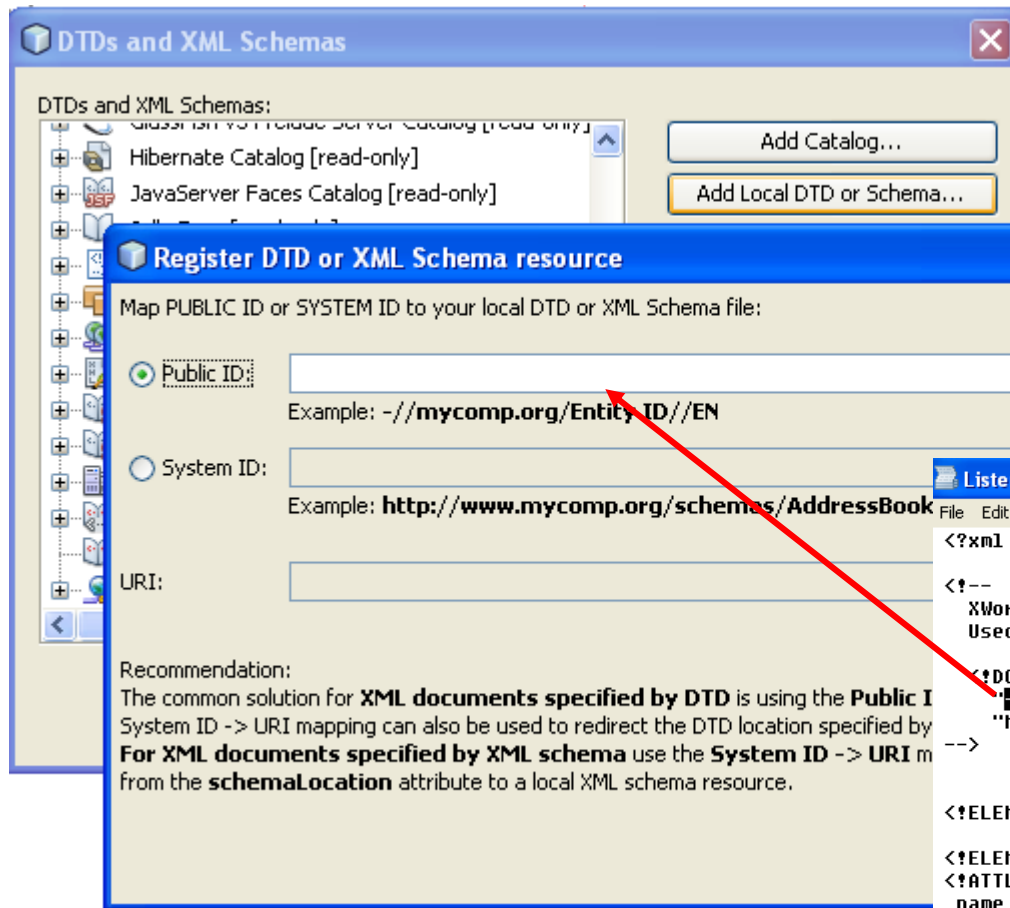 DTDs and XML Schemas
DTDs and XML Schemas:
Hibernate Catalog [read-only]
JavaServer Faces Catalog [read-only]
Add Catalog...
Add Local DTD or Schema...
Register DTD or XML Schema resource
Map PUBLIC ID or SYSTEM ID to your local DTD or XML Schema file:
Public ID:
Example: -//mycomp.org/Entity ID//EN
System ID:
Example: http://www.mycomp.org/schemas/AddressBook
URI:
Recommendation:
The common solution for XML documents specified by DTD is using the Public I
System ID -> URI mapping can also be used to redirect the DTD location specified by
For XML documents specified by XML schema use the System ID -> URI m
from the schemaLocation attribute to a local XML schema resource.
Liste
File Edit
<?xml
<!--
XWor
Used
<!DO
"h
-->
<!ELEM
<!ELEM
<!ATTL
name